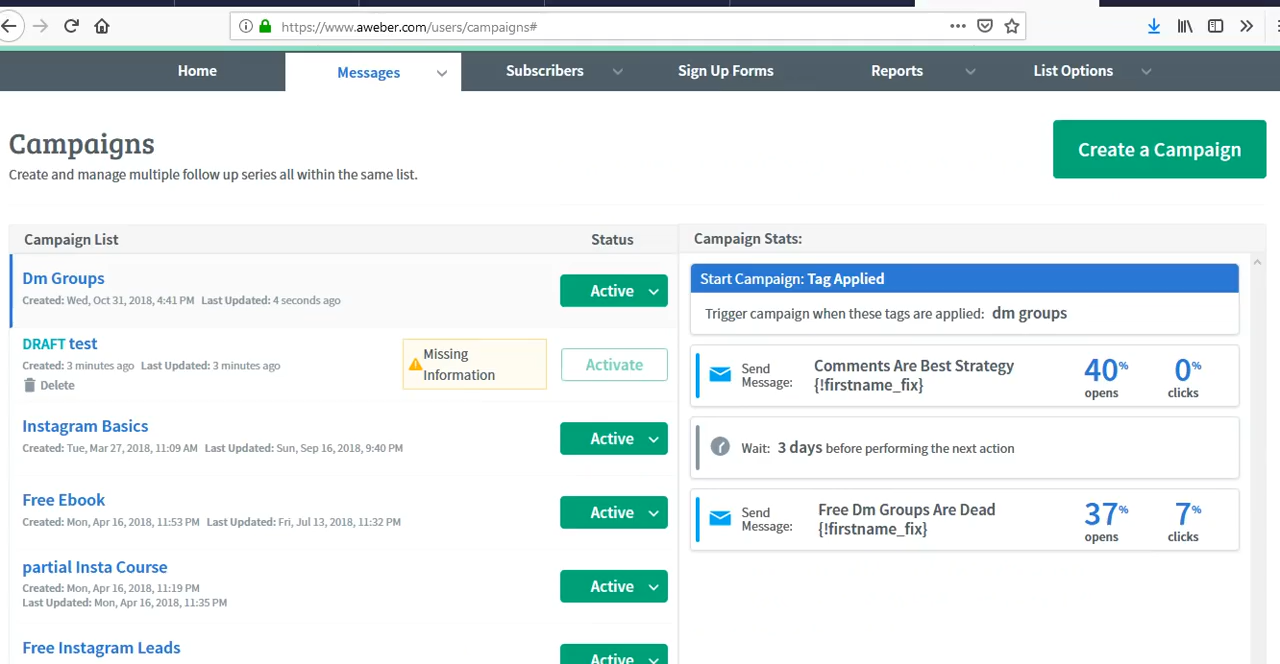 https://www.aweber.com/users/campaigns#
Home Messages Subscribers Sign Up Forms Reports List Options
Campaigns
Create and manage multiple follow up series all within the same list.
Create a Campaign
Campaign List Status
Dm Groups
Created: Wed, Oct 31, 2018, 4:41 PM Last Updated: 4 seconds ago
Active
DRAFT test
Created: 3 minutes ago Last Updated: 3 minutes ago
Delete
Missing
Information
Activate
Instagram Basics
Created: Tue, Mar 27, 2018, 11:09 AM Last Updated: Sun, Sep 16, 2018, 9:40 PM
Active
Free Ebook
Created: Mon, Apr 16, 2018, 11:53 PM Last Updated: Fri, Jul 13, 2018, 11:32 PM
Active
partial Insta Course
Created: Mon, Apr 16, 2018, 11:19 PM
Last Updated: Mon, Apr 16, 2018, 11:35 PM
Active
Free Instagram Leads
Active
Campaign Stats:
Start Campaign: Tag Applied
Trigger campaign when these tags are applied: dm groups
Send
Message:
Comments Are Best Strategy
{!firstname_fix}
40%
opens
0%
clicks
Wait: 3 days before performing the next action
Send
Message:
Free Dm Groups Are Dead
{!firstname_fix}
37%
opens
7%
clicks